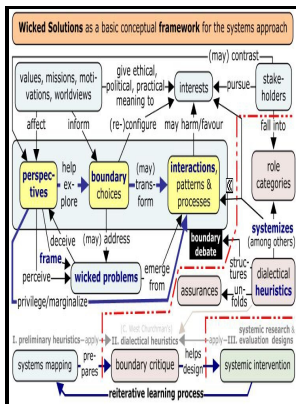 Wicked Solutions as a basic conceptual framework for the systems approach
(may) contrast
values, missions, moti-
vations, worldviews
give ethical,
political, practical
meaning to
interests
pursue
stake-
holders
affect
inform
(re-)configure
may harm/favour
fall into
perspec-
tives
help
ex-
plore
boundary
choices
(may)
trans-
form
interactions,
patterns &
processes
role
categories
systemizes
(among others)
boundary
debate
deceive
frame
perceive
(may) address
wicked problems
emerge
from
struc-
tures
dialectical
heuristics
assurances
un-
folds
privilege/marginalize
(C. West Churchman's)
systemic research &
evaluation designs
I. preliminary heuristics
apply
II. dialectical heuristics
apply
III.
systems mapping
pre-
pares
boundary critique
helps
design
systemic intervention
reiterative learning process